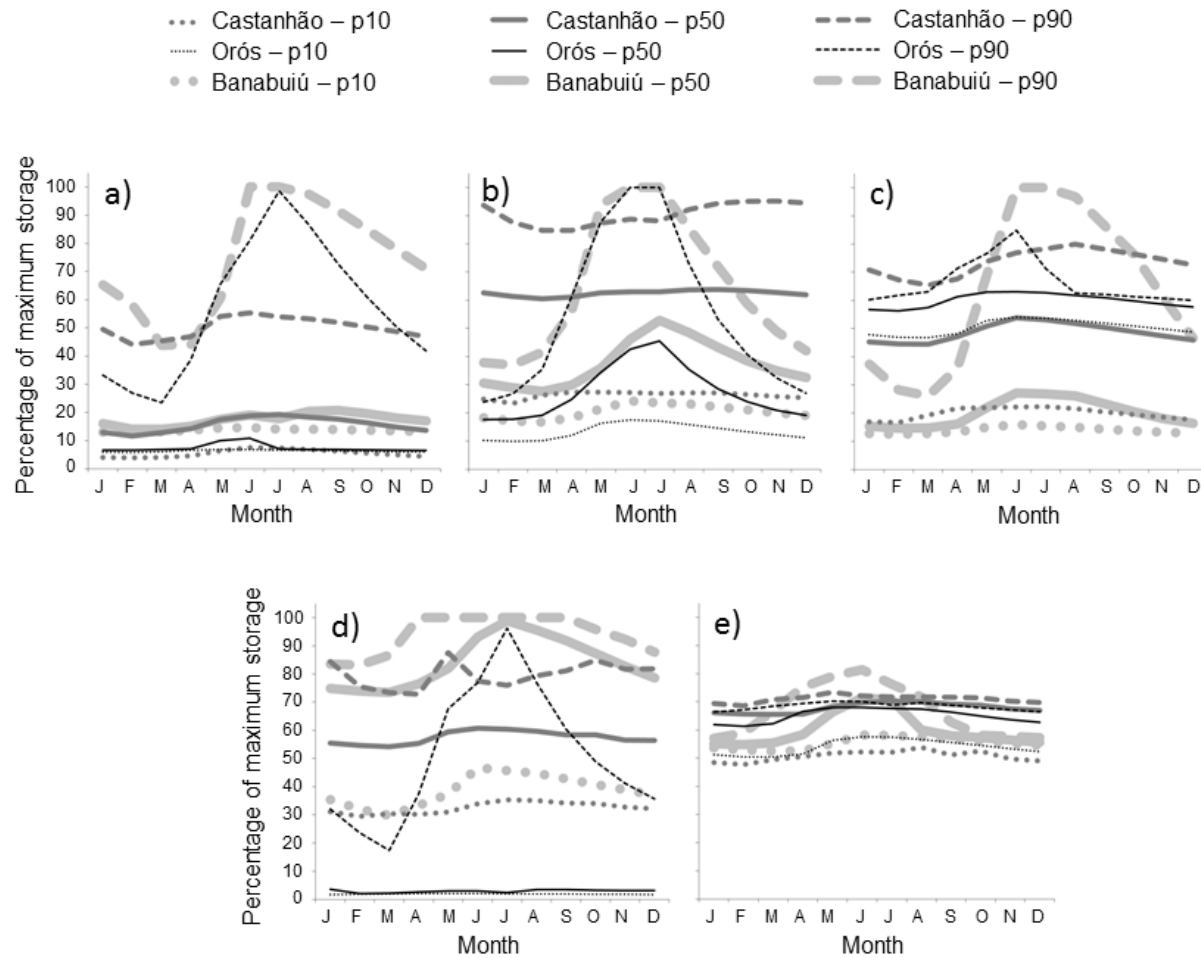 Castanhão – p10 Castanhão – p50 Castanhão – p90
Orós – p10 Orós – p50 Orós – p90
Banabuiú – p10 Banabuiú – p50 Banabuiú – p90
Percentage of maximum storage
100
90
80
70
60
50
40
30
20
10
0
a)
J F M A M J J A S O N D
Month
b)
J F M A M J J A S O N D
Month
c)
J F M A M J J A S O N D
Month
Percentage of maximum storage
100
90
80
70
60
50
40
30
20
10
0
d)
J F M A M J J A S O N D
Month
e)
J F M A M J J A S O N D
Month